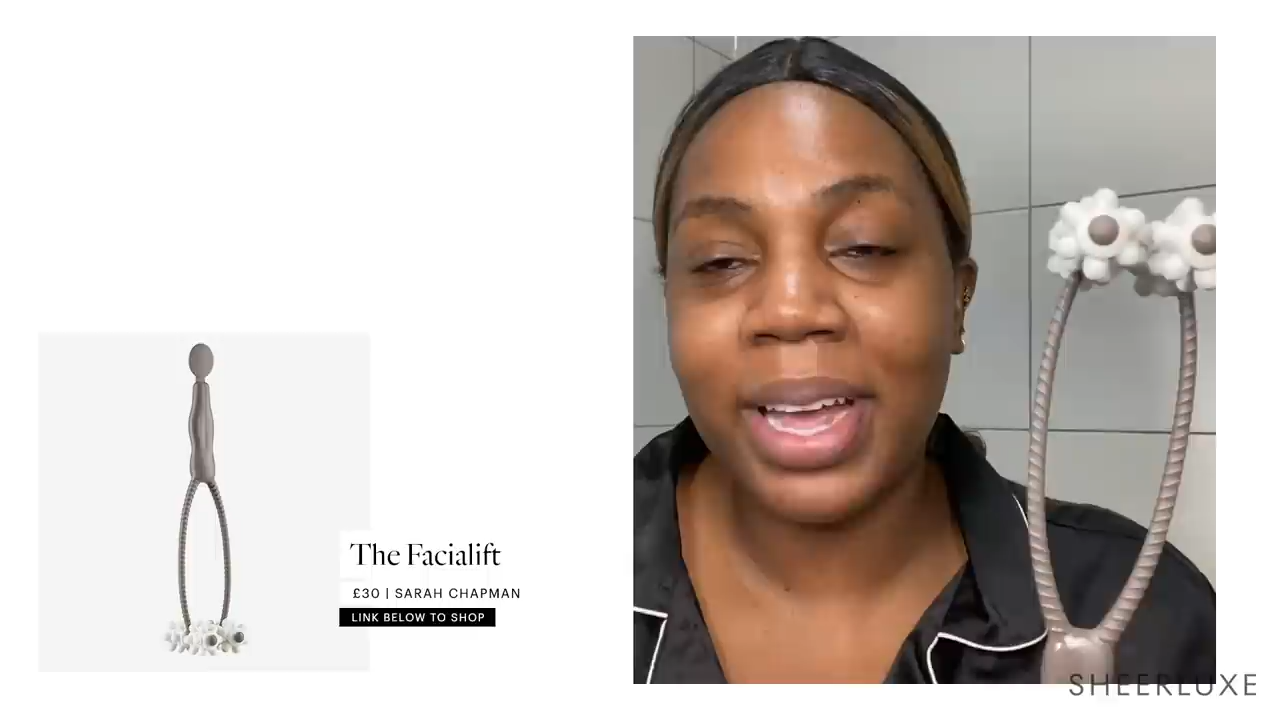 The Facialift
£30 | SARAH CHAPMAN
LINK BELOW TO SHOP
SHEERLUXE